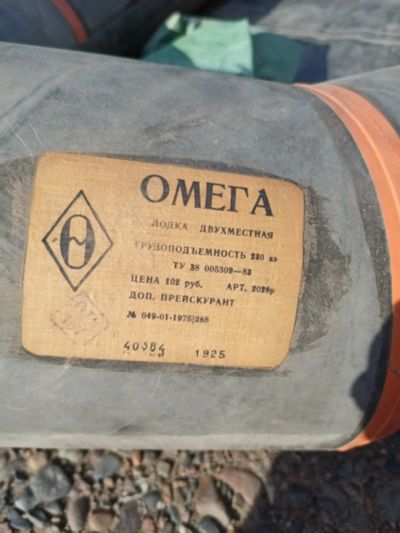 ОМЕГА
ЛОДКА ДВУХМЕСТНАЯ
ГРУЗОПОДЪЕМНОСТЬ 230 кг
ТУ 38 005309—83
ЦЕНА 102 руб. АРТ. 2026р
ДОП. ПРЕЙСКУРАНТ
№ 049-01-1975|268
40384 1925